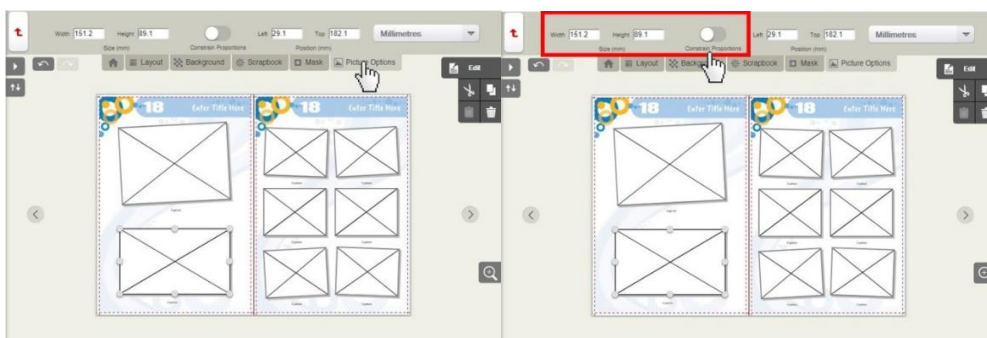 Width 151.2 Height 89.1 Left 29.1 Top 182.1 Millimetres
Size (mm) Constrain Proportions Position (mm)
Layout Background Scrapbook Mask Picture Options
Edit
18 Enter Title Here 18 Enter Title Here
Width 151.2 Height 89.1 Left 29.1 Top 182.1 Millimetres
Size (mm) Constrain Proportions Position (mm)
Layout Scrapbook Mask Picture Options
Edit
18 Enter Title Here 18 Enter Title Here